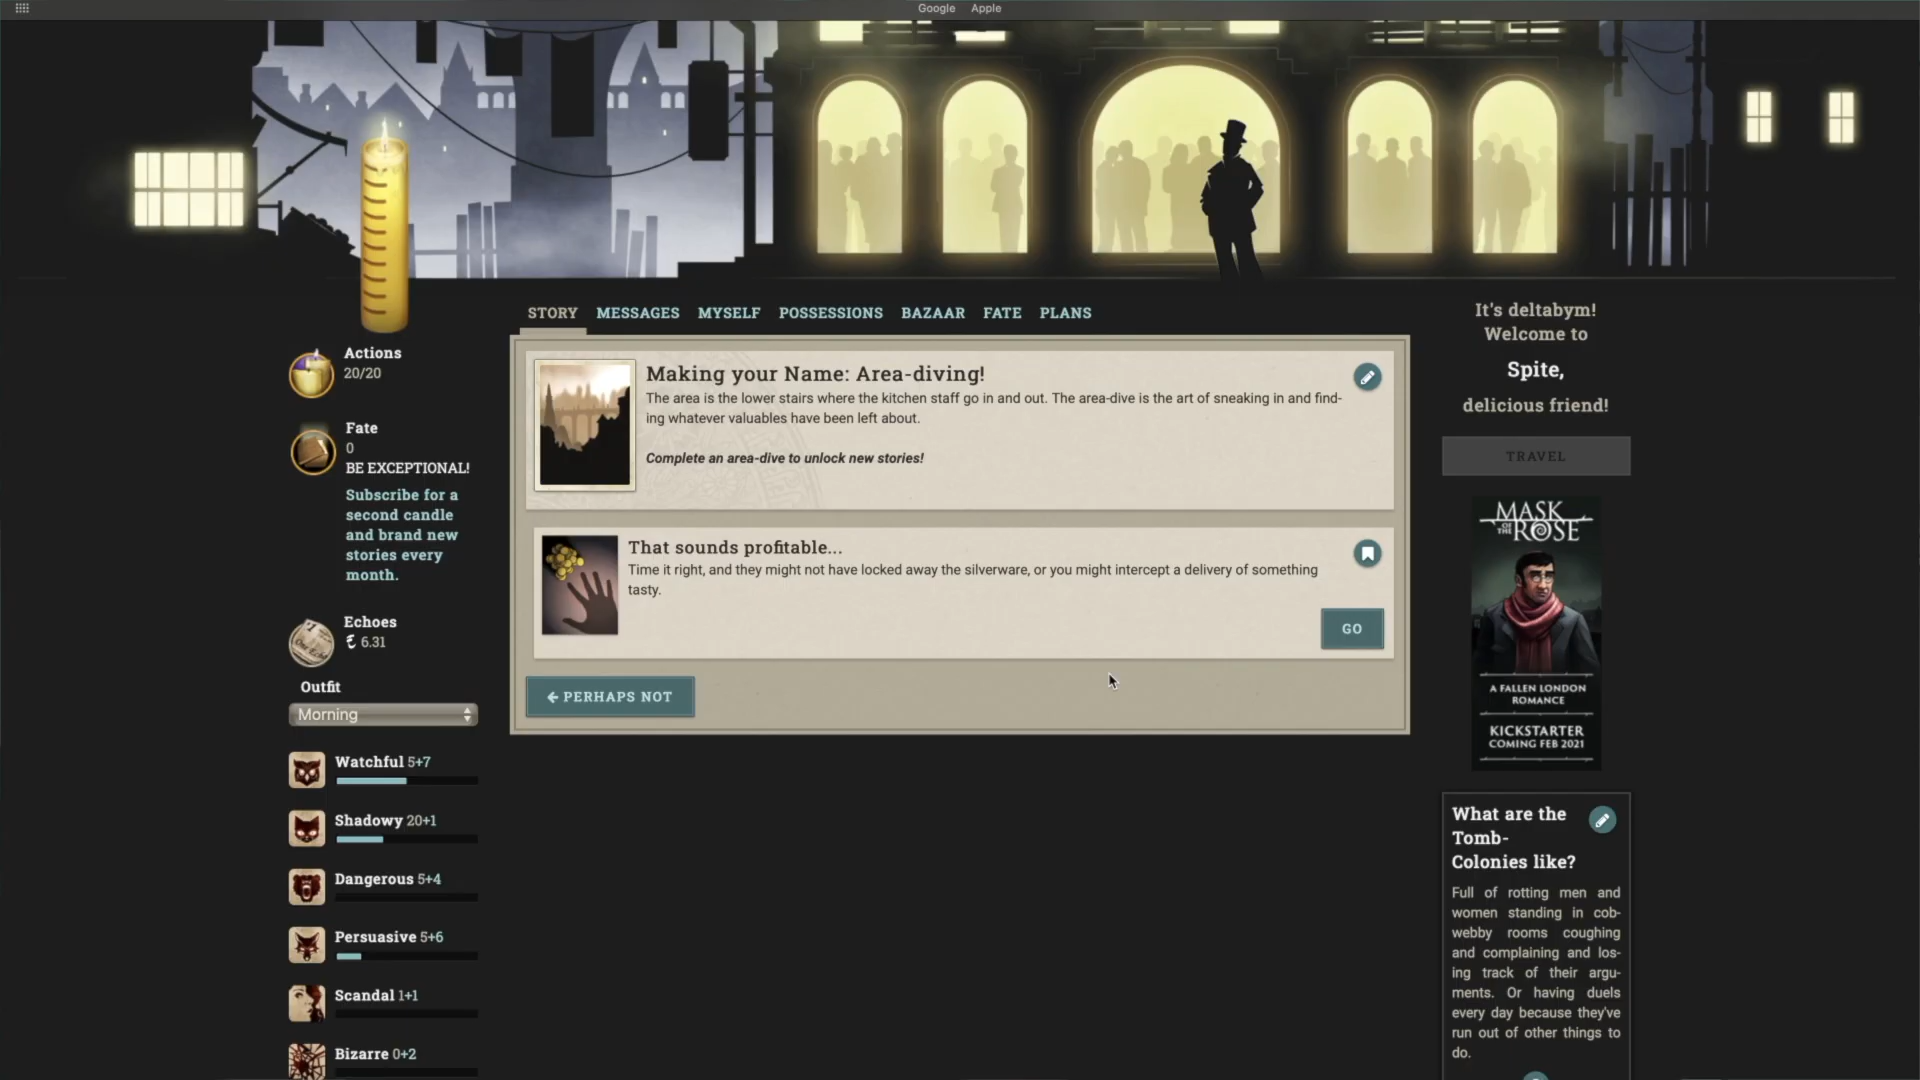 Google Apple
STORY MESSAGES MYSELF POSSESSIONS BAZAAR FATE PLANS
Actions
20/20
Fate
0
BE EXCEPTIONAL!
Subscribe for a
second candle
and brand new
stories every
month.
Echoes
6.31
Outfit
Morning
Watchful 5+7
Shadowy 20+1
Dangerous 5+4
Persuasive 5+6
Scandal 1+1
Bizarre 0+2
Making your Name: Area-diving!
The area is the lower stairs where the kitchen staff go in and out. The area-dive is the art of sneaking in and find-
ing whatever valuables have been left about.
Complete an area-dive to unlock new stories!
That sounds profitable...
Time it right, and they might not have locked away the silverware, or you might intercept a delivery of something
tasty.
GO
PERHAPS NOT
It's deltabym!
Welcome to
Spite,
delicious friend!
TRAVEL
MASK
OF THE ROSE
A FALLEN LONDON
ROMANCE
KICKSTARTER
COMING FEB 2021
What are the
Tomb-
Colonies like?
Full of rotting men and
women standing in cob-
webby rooms coughing
and complaining and los-
ing track of their argu-
ments. Or having duels
every day because they've
run out of other things to
do.